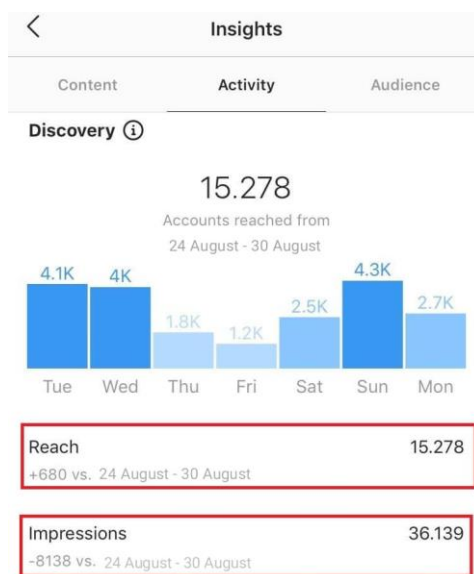 Insights
Content Activity Audience
Discovery
15.278
Accounts reached from
24 August - 30 August
4.1K 4K 1.8K 1.2K 2.5K 4.3K 2.7K
Tue Wed Thu Fri Sat Sun Mon
Reach 15.278
+680 vs. 24 August - 30 August
Impressions 36.139
-8138 vs. 24 August - 30 August